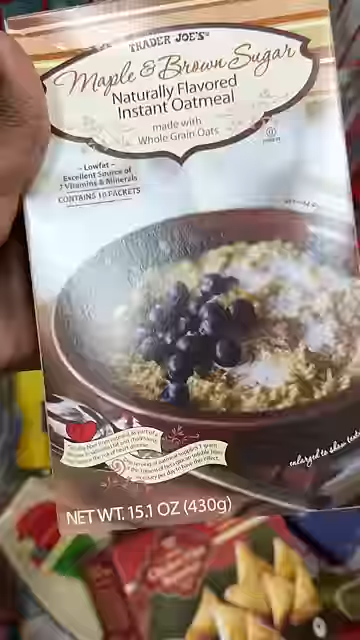 TRADER JOE'S®
Maple & Brown Sugar
Naturally Flavored
Instant Oatmeal
made with
Whole Grain Oats
- Lowfat -
Excellent Source of
7 Vitamins & Minerals
CONTAINS 10 PACKETS
enlarged to show
NET WT. 15.1 OZ (430g)